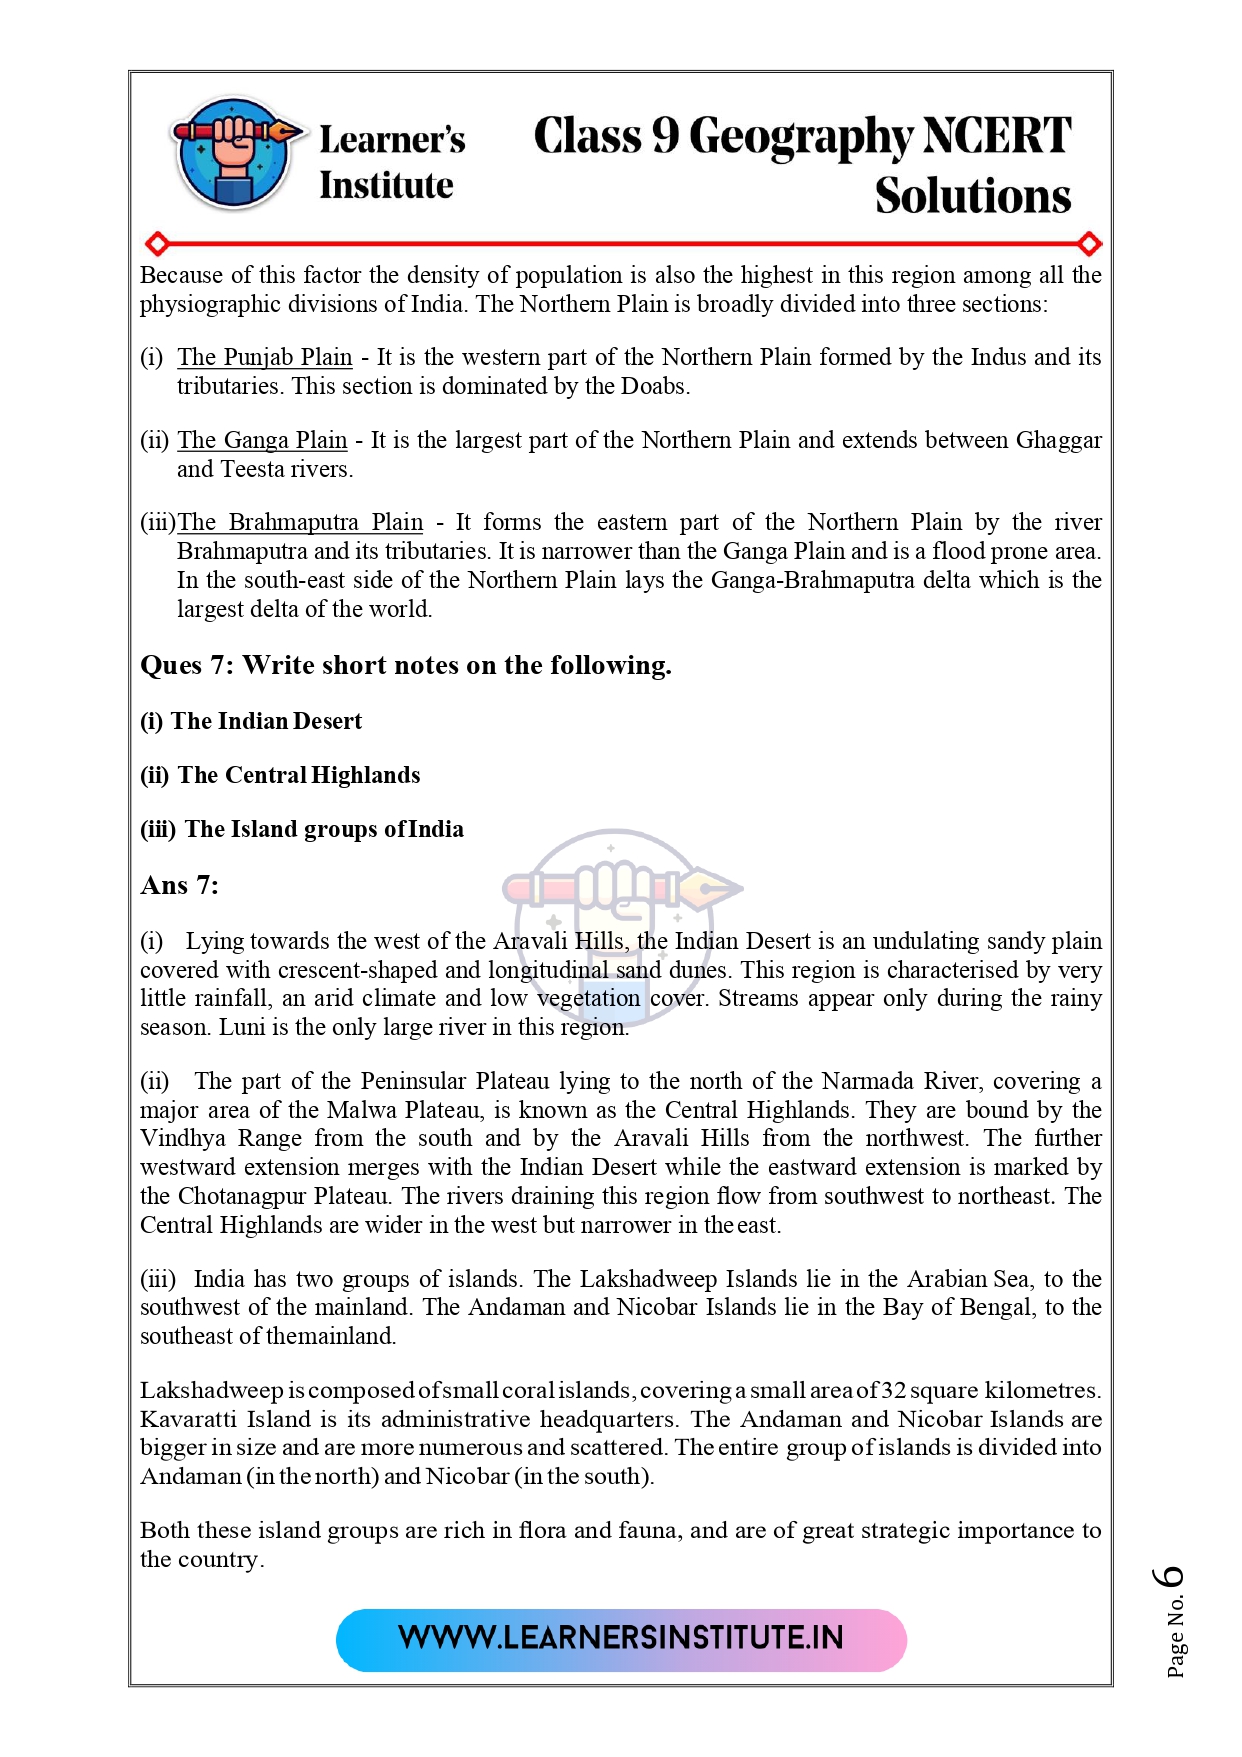 Learner's
Institute
Class 9 Geography NCERT
Solutions
Because of this factor the density of population is also the highest in this region among all the
physiographic divisions of India. The Northern Plain is broadly divided into three sections:
(i) The Punjab Plain - It is the western part of the Northern Plain formed by the Indus and its
tributaries. This section is dominated by the Doabs.
(ii) The Ganga Plain - It is the largest part of the Northern Plain and extends between Ghaggar
and Teesta rivers.
(iii)The Brahmaputra Plain - It forms the eastern part of the Northern Plain by the river
Brahmaputra and its tributaries. It is narrower than the Ganga Plain and is a flood prone area.
In the south-east side of the Northern Plain lays the Ganga-Brahmaputra delta which is the
largest delta of the world.
Ques 7: Write short notes on the following.
(i) The Indian Desert
(ii) The Central Highlands
(iii) The Island groups of India
Ans 7:
(i) Lying towards the west of the Aravali Hills, the Indian Desert is an undulating sandy plain
covered with crescent-shaped and longitudinal sand dunes. This region is characterised by very
little rainfall, an arid climate and low vegetation cover. Streams appear only during the rainy
season. Luni is the only large river in this region.
(ii) The part of the Peninsular Plateau lying to the north of the Narmada River, covering a
major area of the Malwa Plateau, is known as the Central Highlands. They are bound by the
Vindhya Range from the south and by the Aravali Hills from the northwest. The further
westward extension merges with the Indian Desert while the eastward extension is marked by
the Chotanagpur Plateau. The rivers draining this region flow from southwest to northeast. The
Central Highlands are wider in the west but narrower in the east.
(iii) India has two groups of islands. The Lakshadweep Islands lie in the Arabian Sea, to the
southwest of the mainland. The Andaman and Nicobar Islands lie in the Bay of Bengal, to the
southeast of themainland.
Lakshadweep is composed of small coral islands, covering a small area of 32 square kilometres.
Kavaratti Island is its administrative headquarters. The Andaman and Nicobar Islands are
bigger in size and are more numerous and scattered. The entire group of islands is divided into
Andaman (in the north) and Nicobar (in the south).
Both these island groups are rich in flora and fauna, and are of great strategic importance to
the country.
WWW.LEARNERSINSTITUTE.IN
Page No. 6